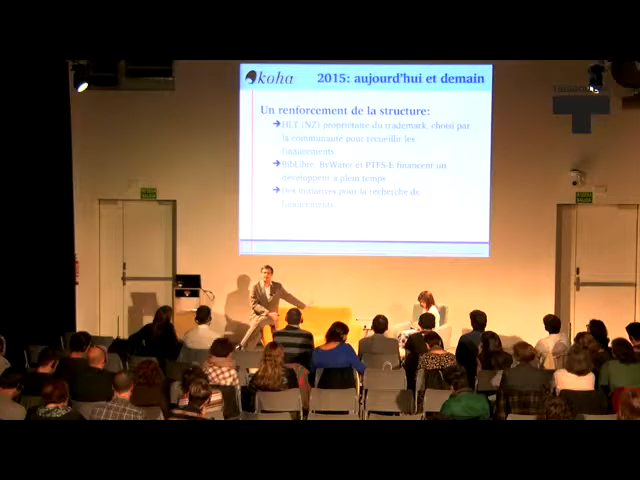 koha
2015: aujourd'hui et demain
Un renforcement de la structure:
HLT (NZ) propriétaire du trademark, choisi par
la communauté pour recueillir les
financements
BibLibre, ByWater et PTFS-E financent un
développeur à plein temps
Des initiatives pour la recherche de
financements